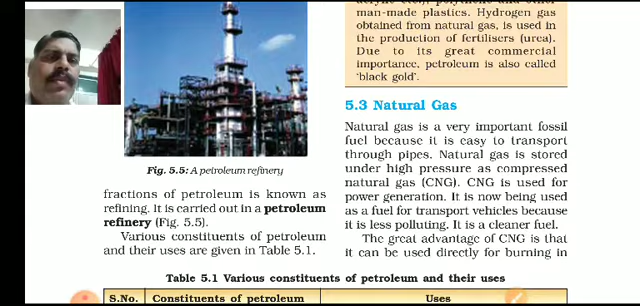 Fig. 5.5: A petroleum refinery
fractions of petroleum is known as
refining. It is carried out in a petroleum
refinery (Fig. 5.5).
Various constituents of petroleum
and their uses are given in Table 5.1.
man-made plastics. Hydrogen gas
obtained from natural gas, is used in
the production of fertilisers (urea).
Due to its great commercial
importance, petroleum is also called
‘black gold’.
5.3 Natural Gas
Natural gas is a very important fossil
fuel because it is easy to transport
through pipes. Natural gas is stored
under high pressure as compressed
natural gas (CNG). CNG is used for
power generation. It is now being used
as a fuel for transport vehicles because
it is less polluting. It is a cleaner fuel.
The great advantage of CNG is that
it can be used directly for burning in
Table 5.1 Various constituents of petroleum and their uses
S.No. Constituents of petroleum Uses